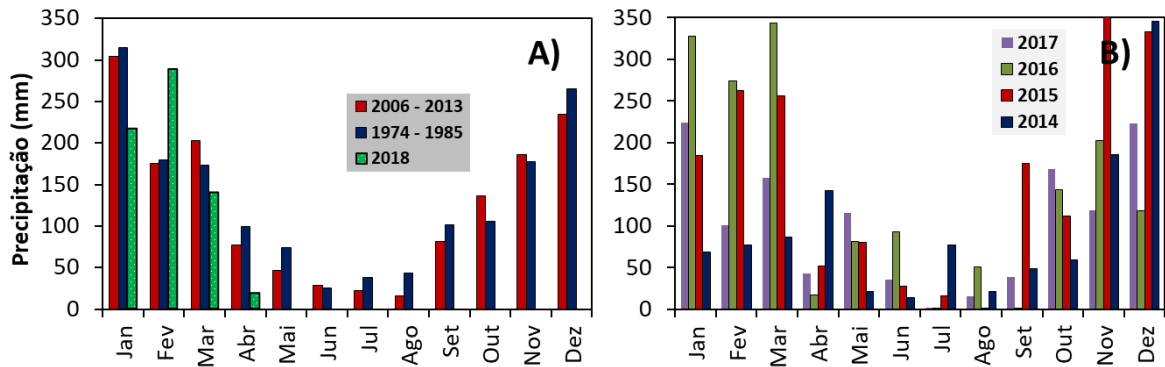 Precipitação (mm)
350
300
250
200
150
100
50
0
A)
2006 - 2013
1974 - 1985
2018
Jan
Fev
Mar
Abr
Mai
Jun
Jul
Ago
Set
Out
Nov
Dez
350
300
250
200
150
100
50
0
B)
2017
2016
2015
2014
Jan
Fev
Mar
Abr
Mai
Jun
Jul
Ago
Set
Out
Nov
Dez